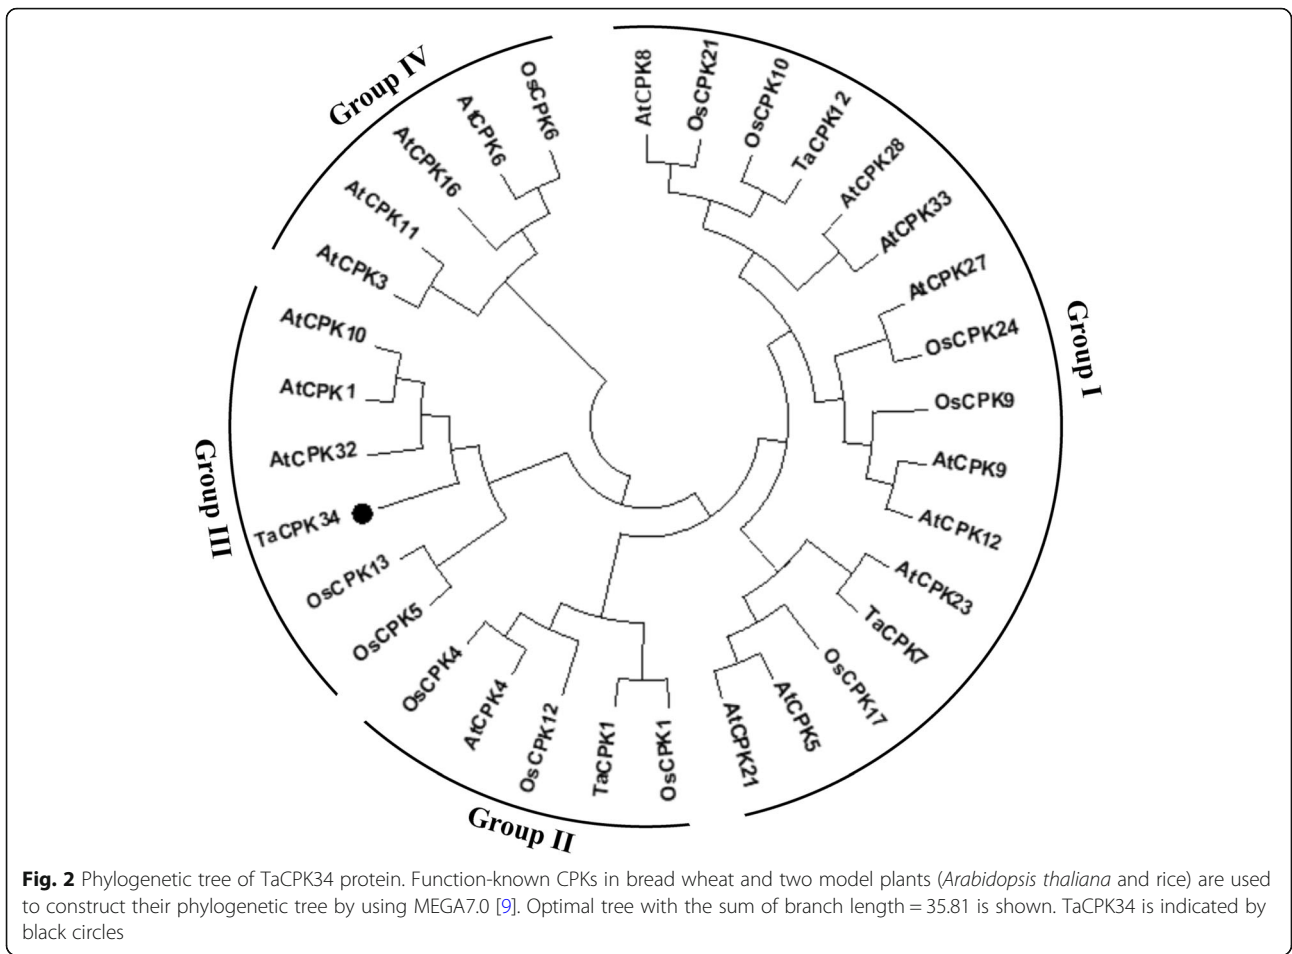 Group IV
OsCPK6
AtCPK6
AtCPK16
AtCPK11
AtCPK3
AtCPK8
OsCPK21
OsCPK10
TaCPK12
AtCPK28
AtCPK33
AtCPK27
OsCPK24
OsCPK9
AtCPK9
AtCPK12
AtCPK23
TaCPK7
OsCPK17
AtCPK5
AtCPK21
Group I
AtCPK10
AtCPK1
AtCPK32
TaCPK34
OsCPK13
OsCPK5
Group III
OsCPK4
AtCPK4
OsCPK12
TaCPK1
OsCPK1
Group II
Fig. 2 Phylogenetic tree of TaCPK34 protein. Function-known CPKs in bread wheat and two model plants (Arabidopsis thaliana and rice) are used
to construct their phylogenetic tree by using MEGA7.0 [9]. Optimal tree with the sum of branch length = 35.81 is shown. TaCPK34 is indicated by
black circles